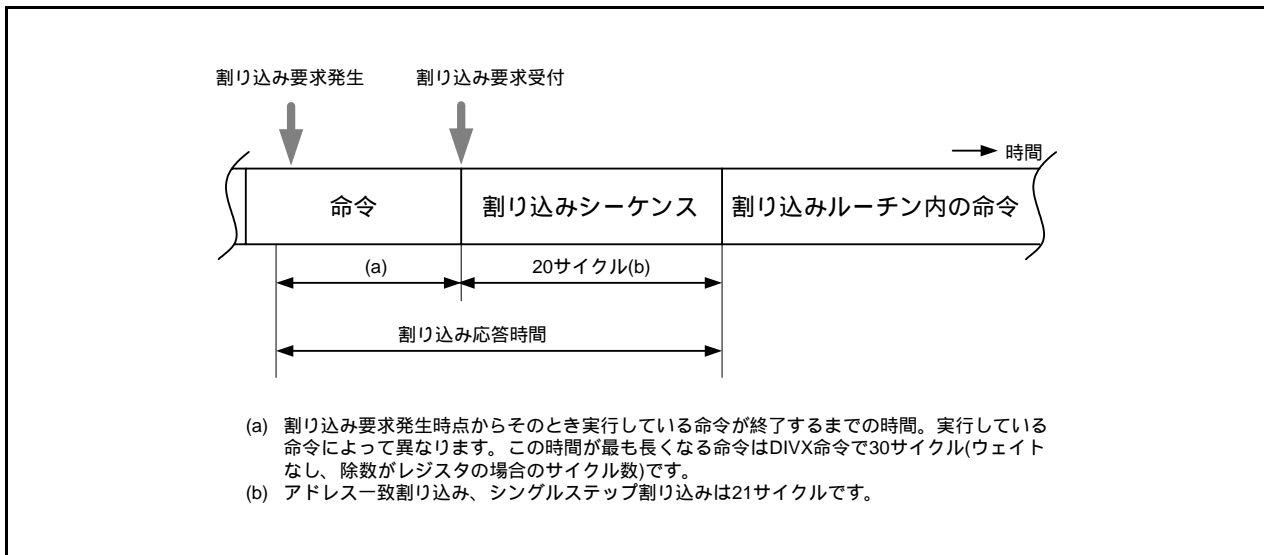 割り込み要求発生 割り込み要求受付
時間
命令 割り込みシーケンス 割り込みルーチン内の命令
(a) 20サイクル(b)
割り込み応答時間
(a) 割り込み要求発生時点からそのとき実行している命令が終了するまでの時間。実行している
命令によって異なります。この時間が最も長くなる命令はDIVX命令で30サイクル(ウェイト
なし、除数がレジスタの場合のサイクル数)です。
(b) アドレス一致割り込み、シングルステップ割り込みは21サイクルです。